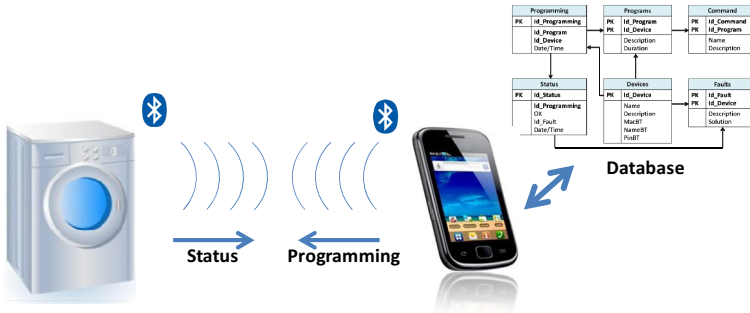 Programming
PK Id_Programming
Id_Program
Id_Device
Date/Time
Programs
PK Id_Program
PK Id_Device
Description
Duration
Command
PK Id_Command
PK Id_Program
Name
Description
Status
PK Id_Status
Id_Programming
OK
Id_Fault
Date/Time
Devices
PK Id_Device
Name
Description
MacBT
NameBT
PinBT
Faults
PK Id_Fault
PK Id_Device
Description
Solution
Database
Status
Programming